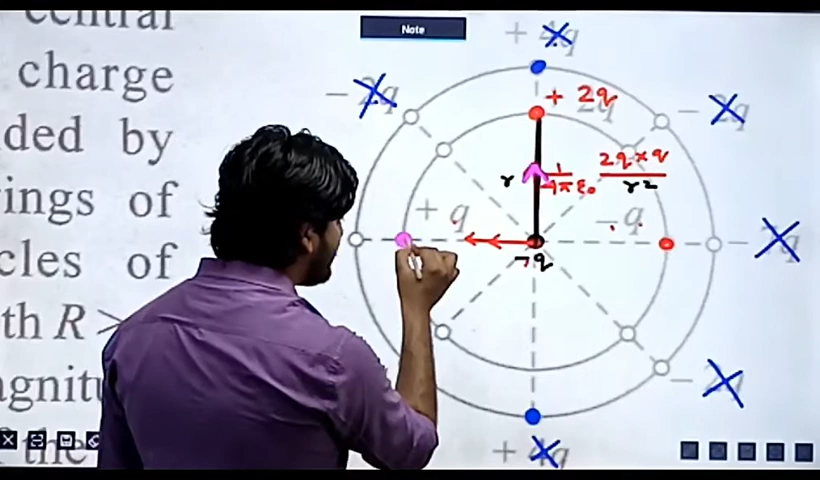 central
charge
ded by
ings of
cles of
th R >
agnitu
f the
Note
+ 4q
- 2q
+ 2q
- 2q
r
1/4πε₀ 2q×q/r2
+ q
- q
-q
- 2q
+ 4q